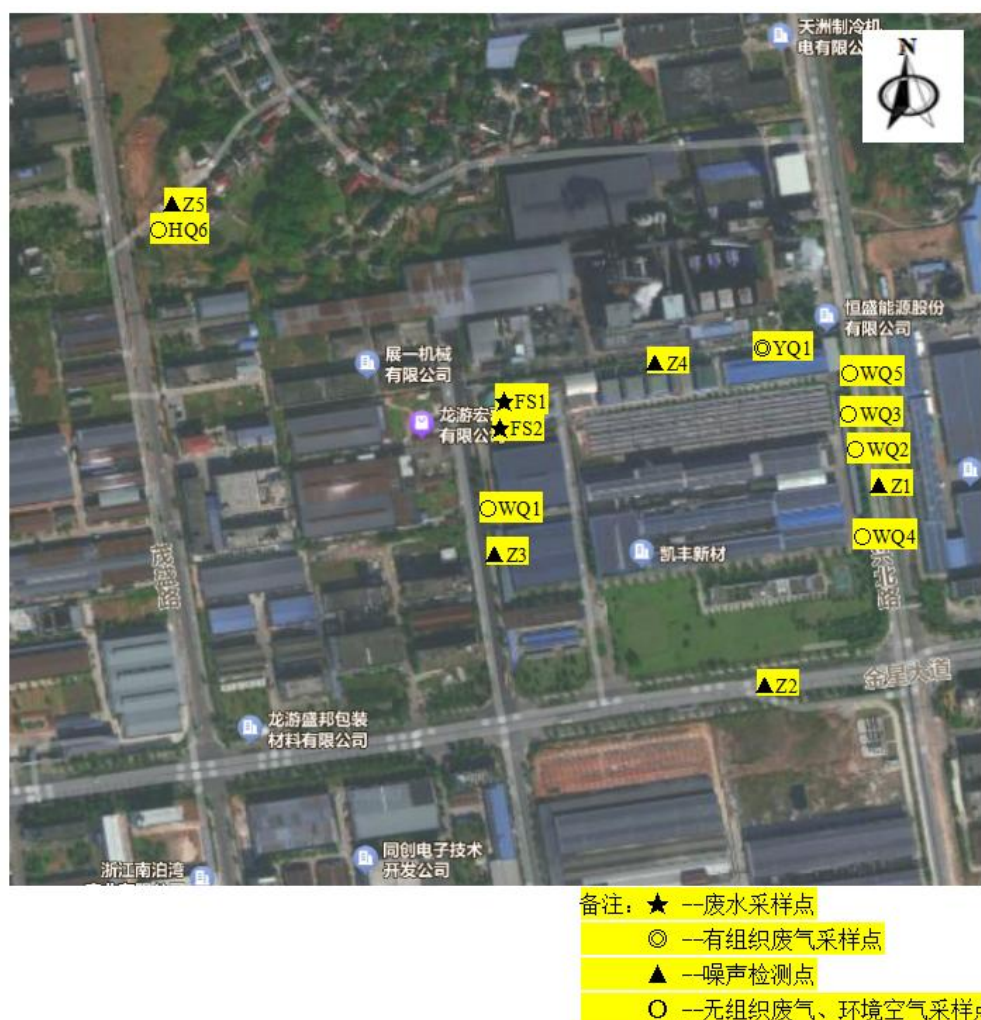 天洲制冷机
电有限公
N
▲Z5
○HQ6
恒盛能源股份
有限公司
◎YQ1
展一机械
有限公司
▲Z4
○WQ5
★FS1
龙游宏
有限公
○WQ3
★FS2
○WQ2
▲Z1
○WQ1
○WQ4
▲Z3
凯丰新材
茂盛路
北路
金星大道
▲Z2
龙游盛邦包装
材料有限公司
同创电子技术
开发公司
浙江南泊湾
备注：★ --废水采样点
◎ --有组织废气采样点
▲ --噪声检测点
○ --无组织废气、环境空气采样点